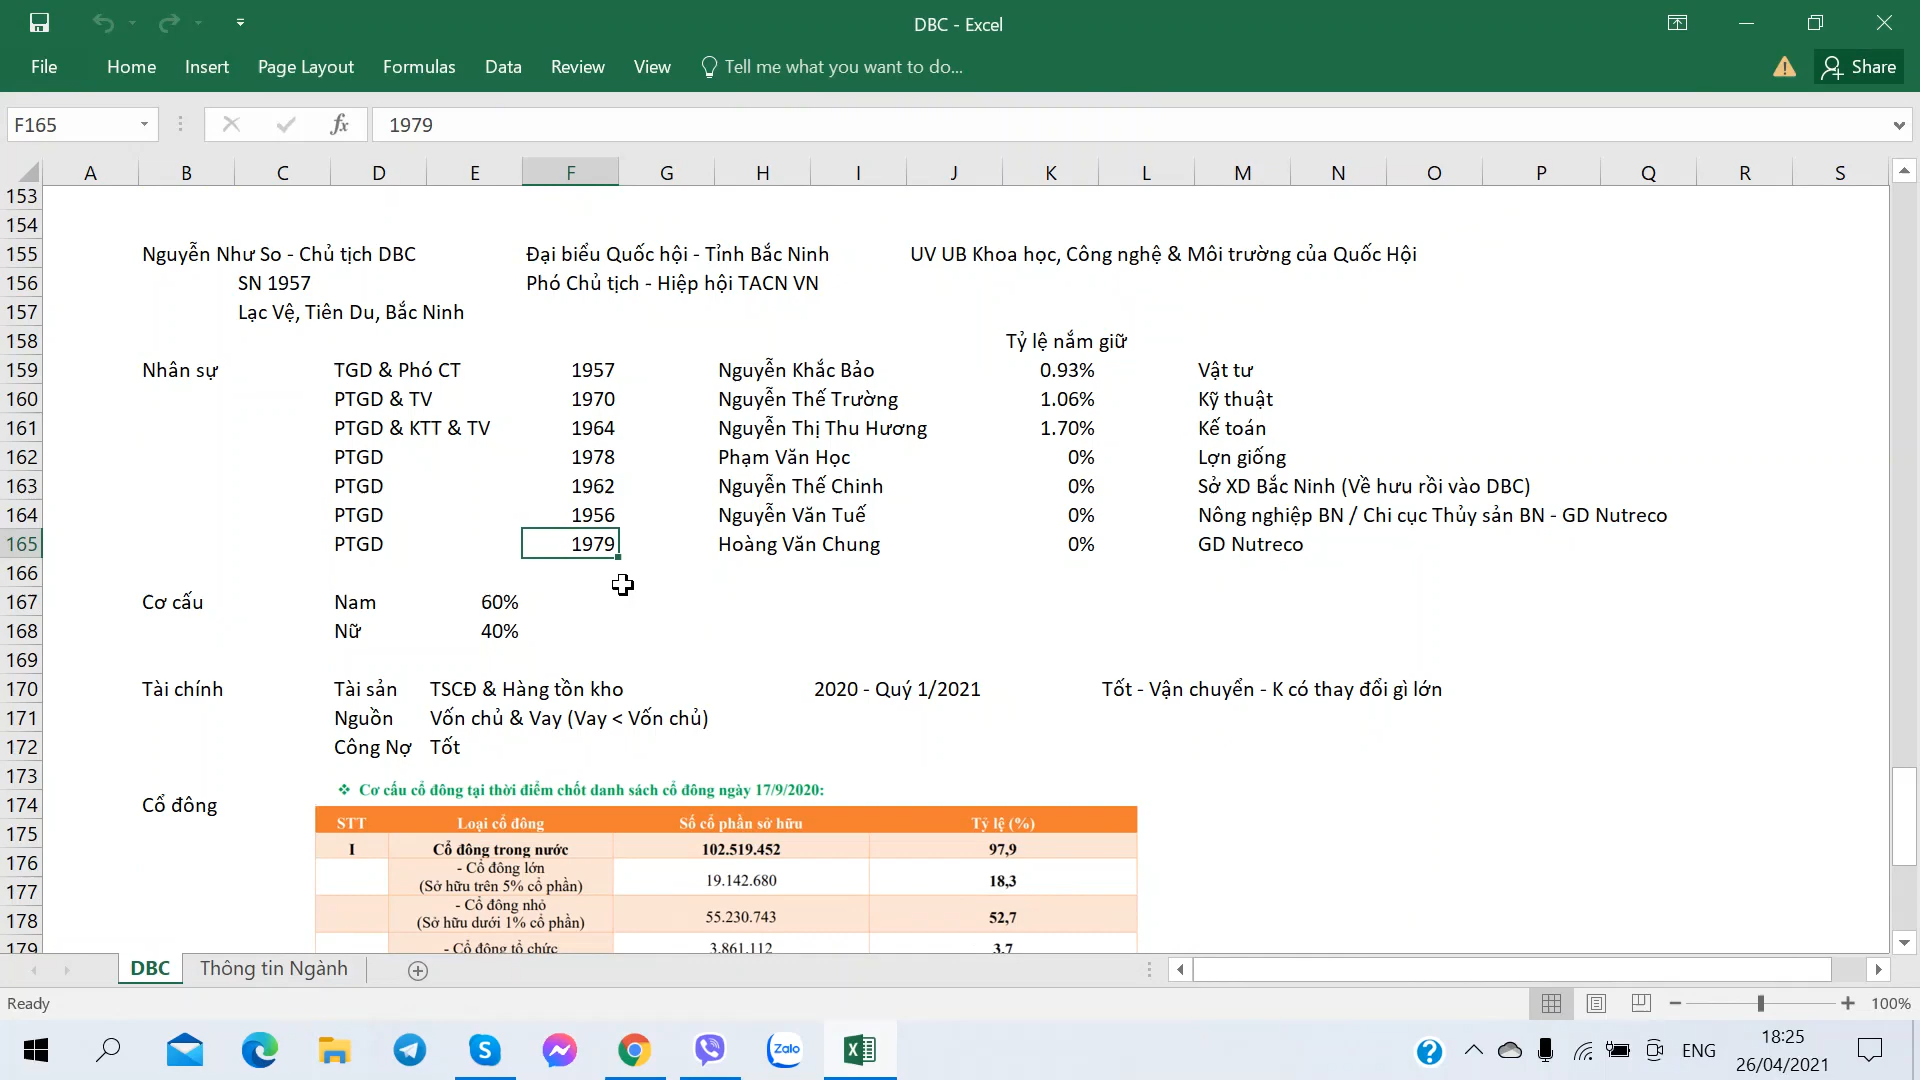 DBC - Excel
File Home Insert Page Layout Formulas Data Review View Tell me what you want to do... Share
F165 fx 1979
A B C D E F G H I J K L M N O P Q R S
153
154
155 Nguyễn Như So - Chủ tịch DBC Đại biểu Quốc hội - Tỉnh Bắc Ninh UV UB Khoa học, Công nghệ & Môi trường của Quốc Hội
156 SN 1957 Phó Chủ tịch - Hiệp hội TACN VN
157 Lạc Vệ, Tiên Du, Bắc Ninh
158 Tỷ lệ nắm giữ
159 Nhân sự TGD & Phó CT 1957 Nguyễn Khắc Bảo 0.93% Vật tư
160 PTGD & TV 1970 Nguyễn Thế Trường 1.06% Kỹ thuật
161 PTGD & KTT & TV 1964 Nguyễn Thị Thu Hương 1.70% Kế toán
162 PTGD 1978 Phạm Văn Học 0% Lợn giống
163 PTGD 1962 Nguyễn Thế Chinh 0% Sở XD Bắc Ninh (Về hưu rồi vào DBC)
164 PTGD 1956 Nguyễn Văn Tuế 0% Nông nghiệp BN / Chi cục Thủy sản BN - GD Nutreco
165 PTGD 1979 Hoàng Văn Chung 0% GD Nutreco
166
167 Cơ cấu Nam 60%
168 Nữ 40%
169
170 Tài chính Tài sản TSCĐ & Hàng tồn kho 2020 - Quý 1/2021 Tốt - Vận chuyển - K có thay đổi gì lớn
171 Nguồn Vốn chủ & Vay (Vay < Vốn chủ)
172 Công Nợ Tốt
173
❖ Cơ cấu cổ đông tại thời điểm chốt danh sách cổ đông ngày 17/9/2020:
174 Cổ đông
175 STT Loại cổ đông Số cổ phần sở hữu Tỷ lệ (%)
176 I Cổ đông trong nước 102.519.452 97,9
177 - Cổ đông lớn
(Sở hữu trên 5% cổ phần) 19.142.680 18,3
178 - Cổ đông nhỏ
(Sở hữu dưới 1% cổ phần) 55.230.743 52,7
179 - Cổ đông tổ chức 3.861.112 3,7
DBC Thông tin Ngành
Ready 100%
Zalo ENG 18:25
26/04/2021